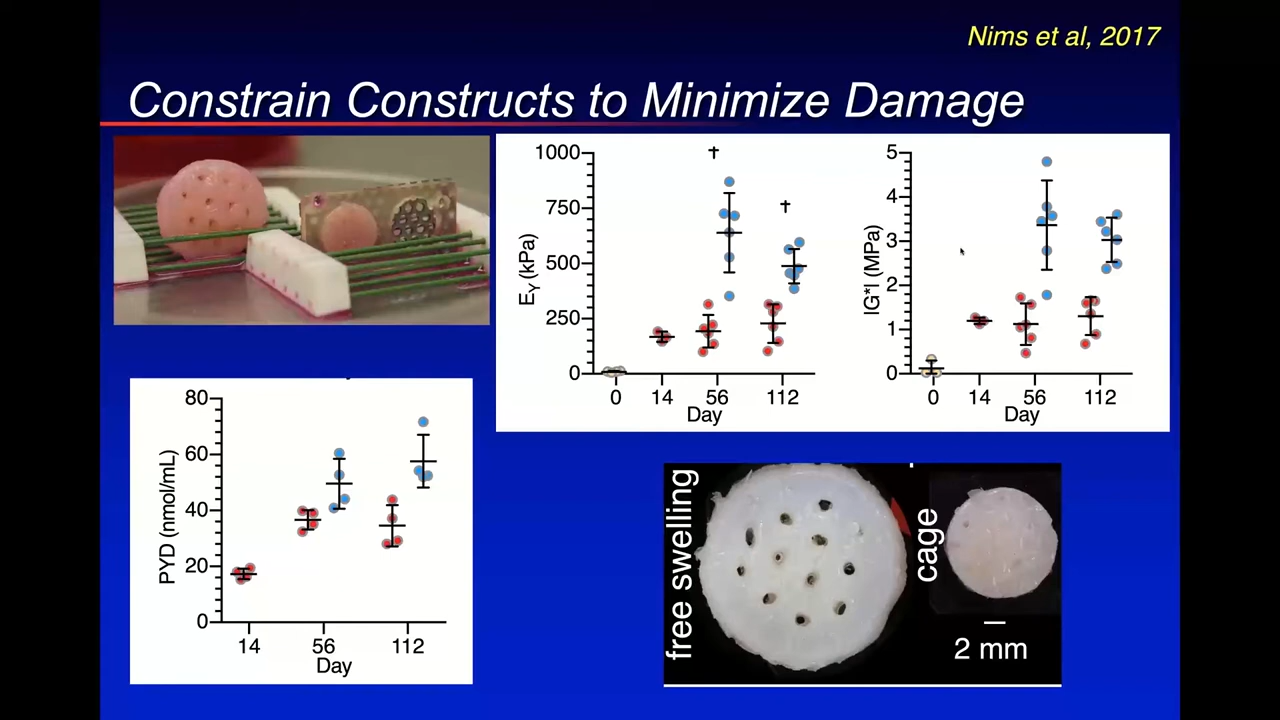 Nims et al, 2017
Constrain Constructs to Minimize Damage
1000
750
500
250
0
E_Y (kPa)
†
†
0 14 56 112
Day
5
4
3
2
1
0
|G*| (MPa)
0 14 56 112
Day
80
60
40
20
0
PYD (nmol/mL)
14 56 112
Day
free swelling
cage
2 mm